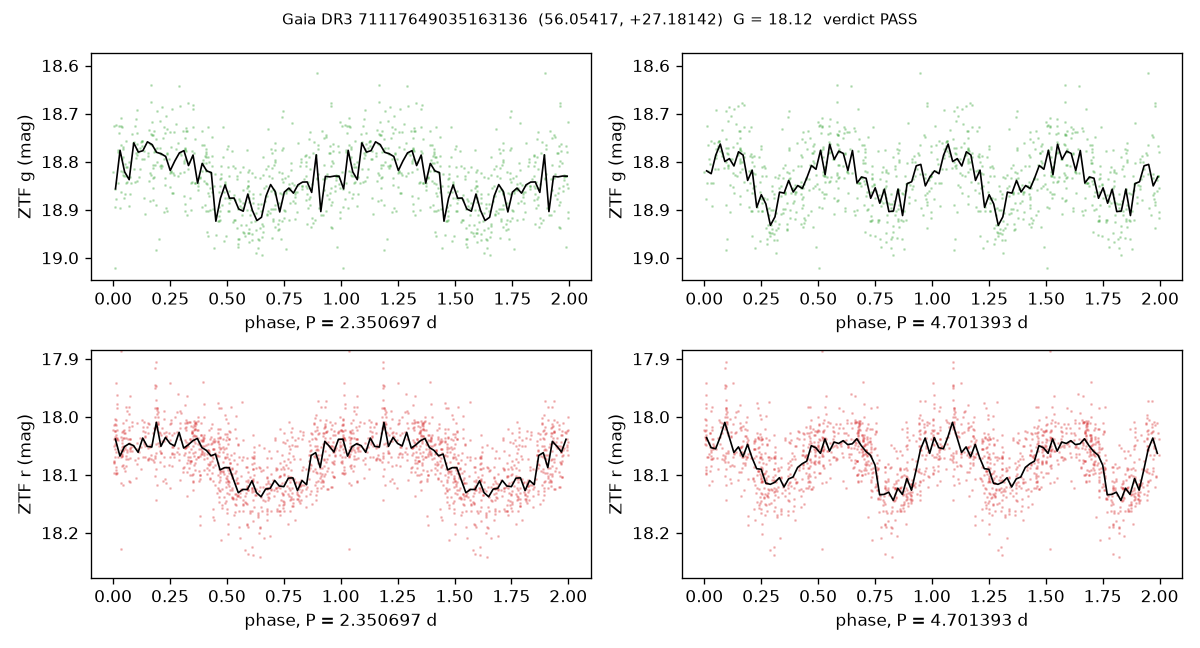 Gaia DR3 71117649035163136  (56.05417, +27.18142)  G = 18.12  verdict PASS
ZTF g (mag)
18.6
18.7
18.8
18.9
19.0
0.00 0.25 0.50 0.75 1.00 1.25 1.50 1.75 2.00
phase, P = 2.350697 d
ZTF g (mag)
18.6
18.7
18.8
18.9
19.0
0.00 0.25 0.50 0.75 1.00 1.25 1.50 1.75 2.00
phase, P = 4.701393 d
ZTF r (mag)
17.9
18.0
18.1
18.2
0.00 0.25 0.50 0.75 1.00 1.25 1.50 1.75 2.00
phase, P = 2.350697 d
ZTF r (mag)
17.9
18.0
18.1
18.2
0.00 0.25 0.50 0.75 1.00 1.25 1.50 1.75 2.00
phase, P = 4.701393 d